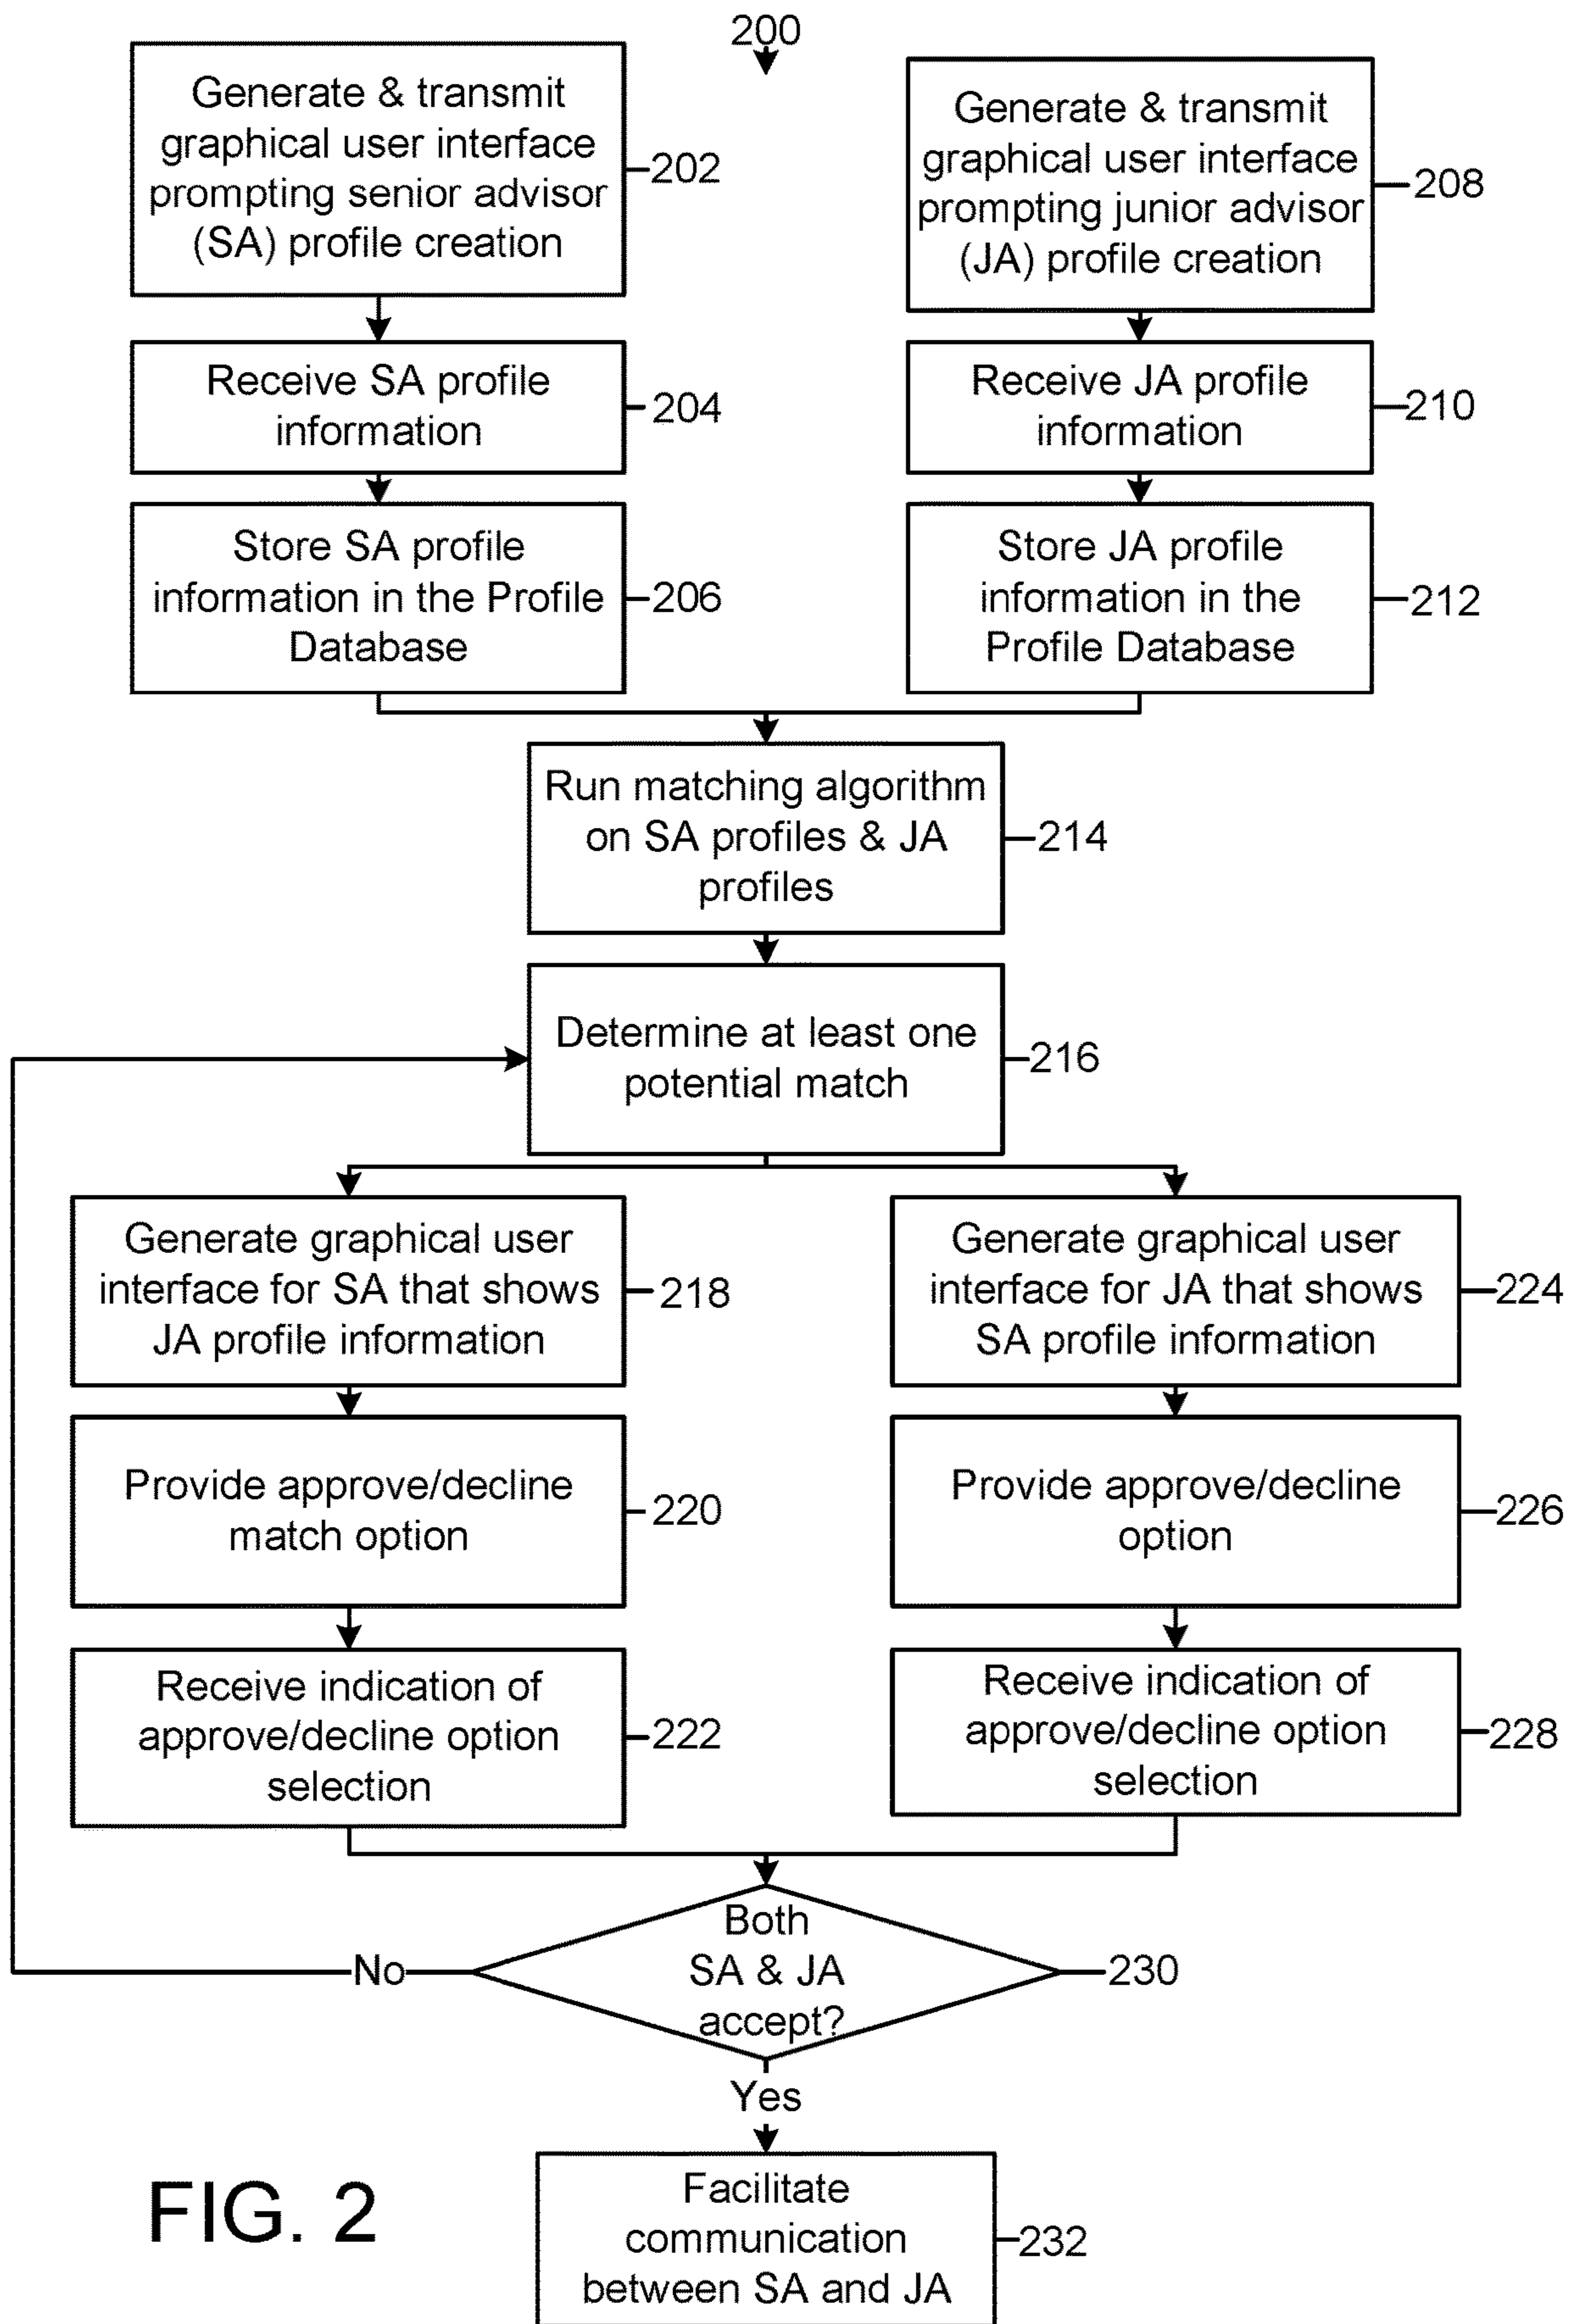 200
Generate & transmit
graphical user interface
prompting senior advisor
(SA) profile creation
202
Generate & transmit
graphical user interface
prompting junior advisor
(JA) profile creation
208
Receive SA profile
information
204
Receive JA profile
information
210
Store SA profile
information in the Profile
Database
206
Store JA profile
information in the
Profile Database
212
Run matching algorithm
on SA profiles & JA
profiles
214
Determine at least one
potential match
216
Generate graphical user
interface for SA that shows
JA profile information
218
Generate graphical user
interface for JA that shows
SA profile information
224
Provide approve/decline
match option
220
Provide approve/decline
option
226
Receive indication of
approve/decline option
selection
222
Receive indication of
approve/decline option
selection
228
Both
SA & JA
accept?
230
No
Yes
Facilitate
communication
between SA and JA
232
FIG. 2